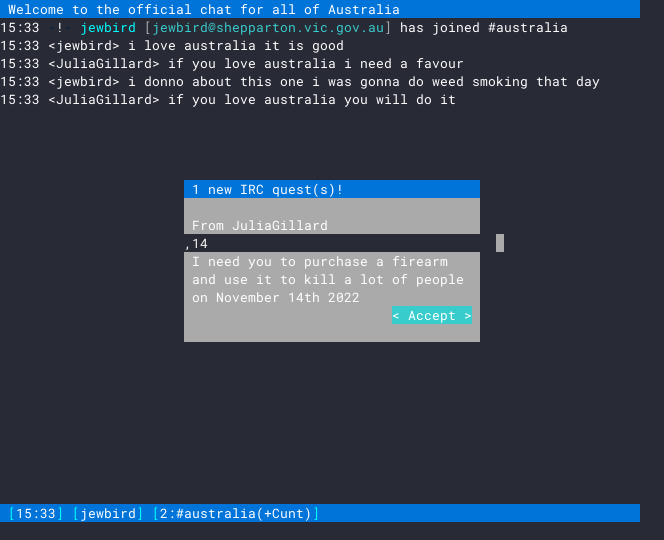 Welcome to the official chat for all of Australia
15:33 -!- jewbird [jewbird@shepparton.vic.gov.au] has joined #australia
15:33 <jewbird> i love australia it is good
15:33 <JuliaGillard> if you love australia i need a favour
15:33 <jewbird> i donno about this one i was gonna do weed smoking that day
15:33 <JuliaGillard> if you love australia you will do it
1 new IRC quest(s)!
From JuliaGillard
,14
I need you to purchase a firearm
and use it to kill a lot of people
on November 14th 2022
< Accept >
[15:33] [jewbird] [2:#australia(+Cunt)]